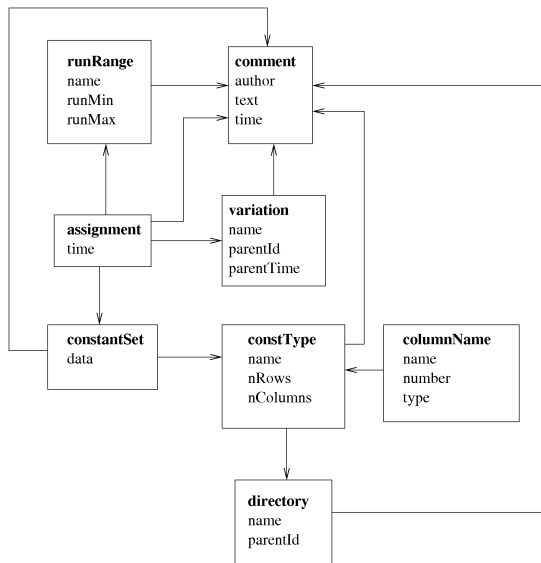 runRange
name
runMin
runMax
comment
author
text
time
assignment
time
variation
name
parentId
parentTime
constantSet
data
constType
name
nRows
nColumns
columnName
name
number
type
directory
name
parentId